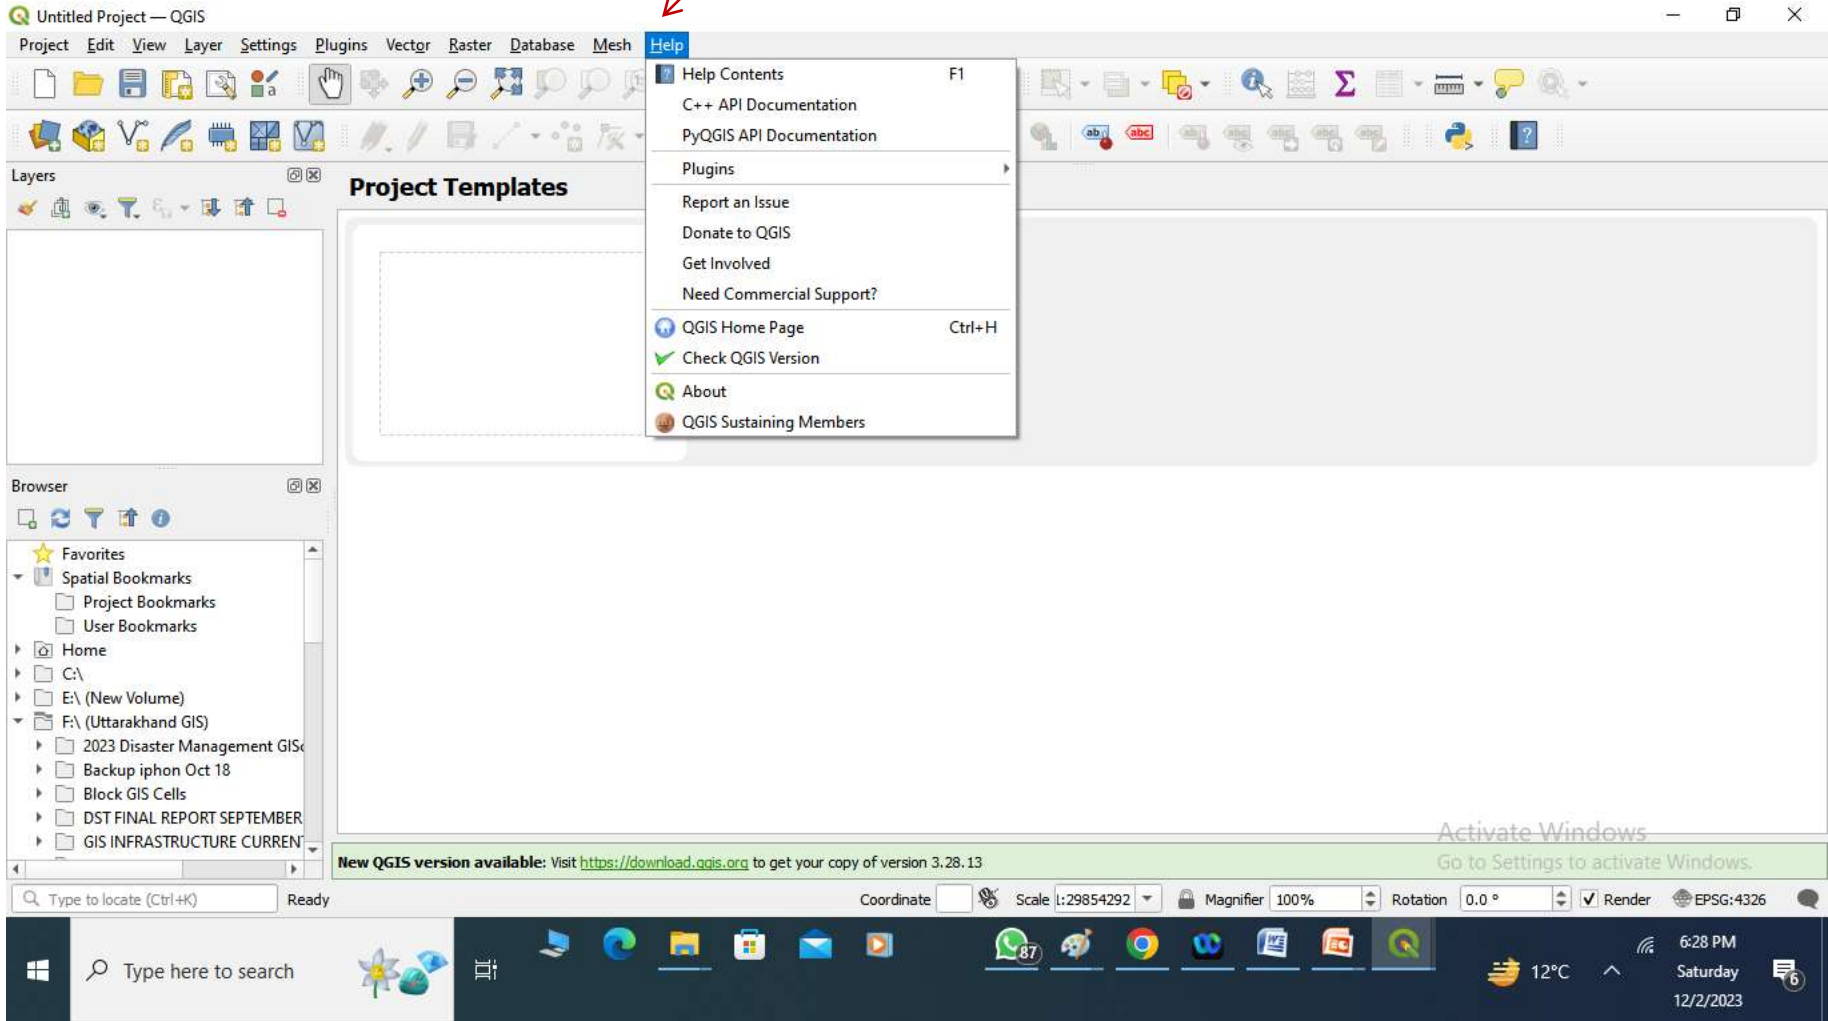 Untitled Project — QGIS
Project Edit View Layer Settings Plugins Vector Raster Database Mesh Help
Help Contents F1
C++ API Documentation
PyQGIS API Documentation
Plugins
Report an Issue
Donate to QGIS
Get Involved
Need Commercial Support?
QGIS Home Page Ctrl+H
Check QGIS Version
About
QGIS Sustaining Members
abc
Layers
Project Templates
Browser
Favorites
Spatial Bookmarks
Project Bookmarks
User Bookmarks
Home
C:\
E:\ (New Volume)
F:\ (Uttarakhand GIS)
2023 Disaster Management GISc
Backup iphon Oct 18
Block GIS Cells
DST FINAL REPORT SEPTEMBER
GIS INFRASTRUCTURE CURRENT
Activate Windows
Go to Settings to activate Windows.
New QGIS version available: Visit https://download.qgis.org to get your copy of version 3.28.13
Type to locate (Ctrl+K) Ready Coordinate Scale 1:29854292 Magnifier 100% Rotation 0.0 ° Render EPSG:4326
Type here to search
87
12°C
6:28 PM
Saturday
12/2/2023
6